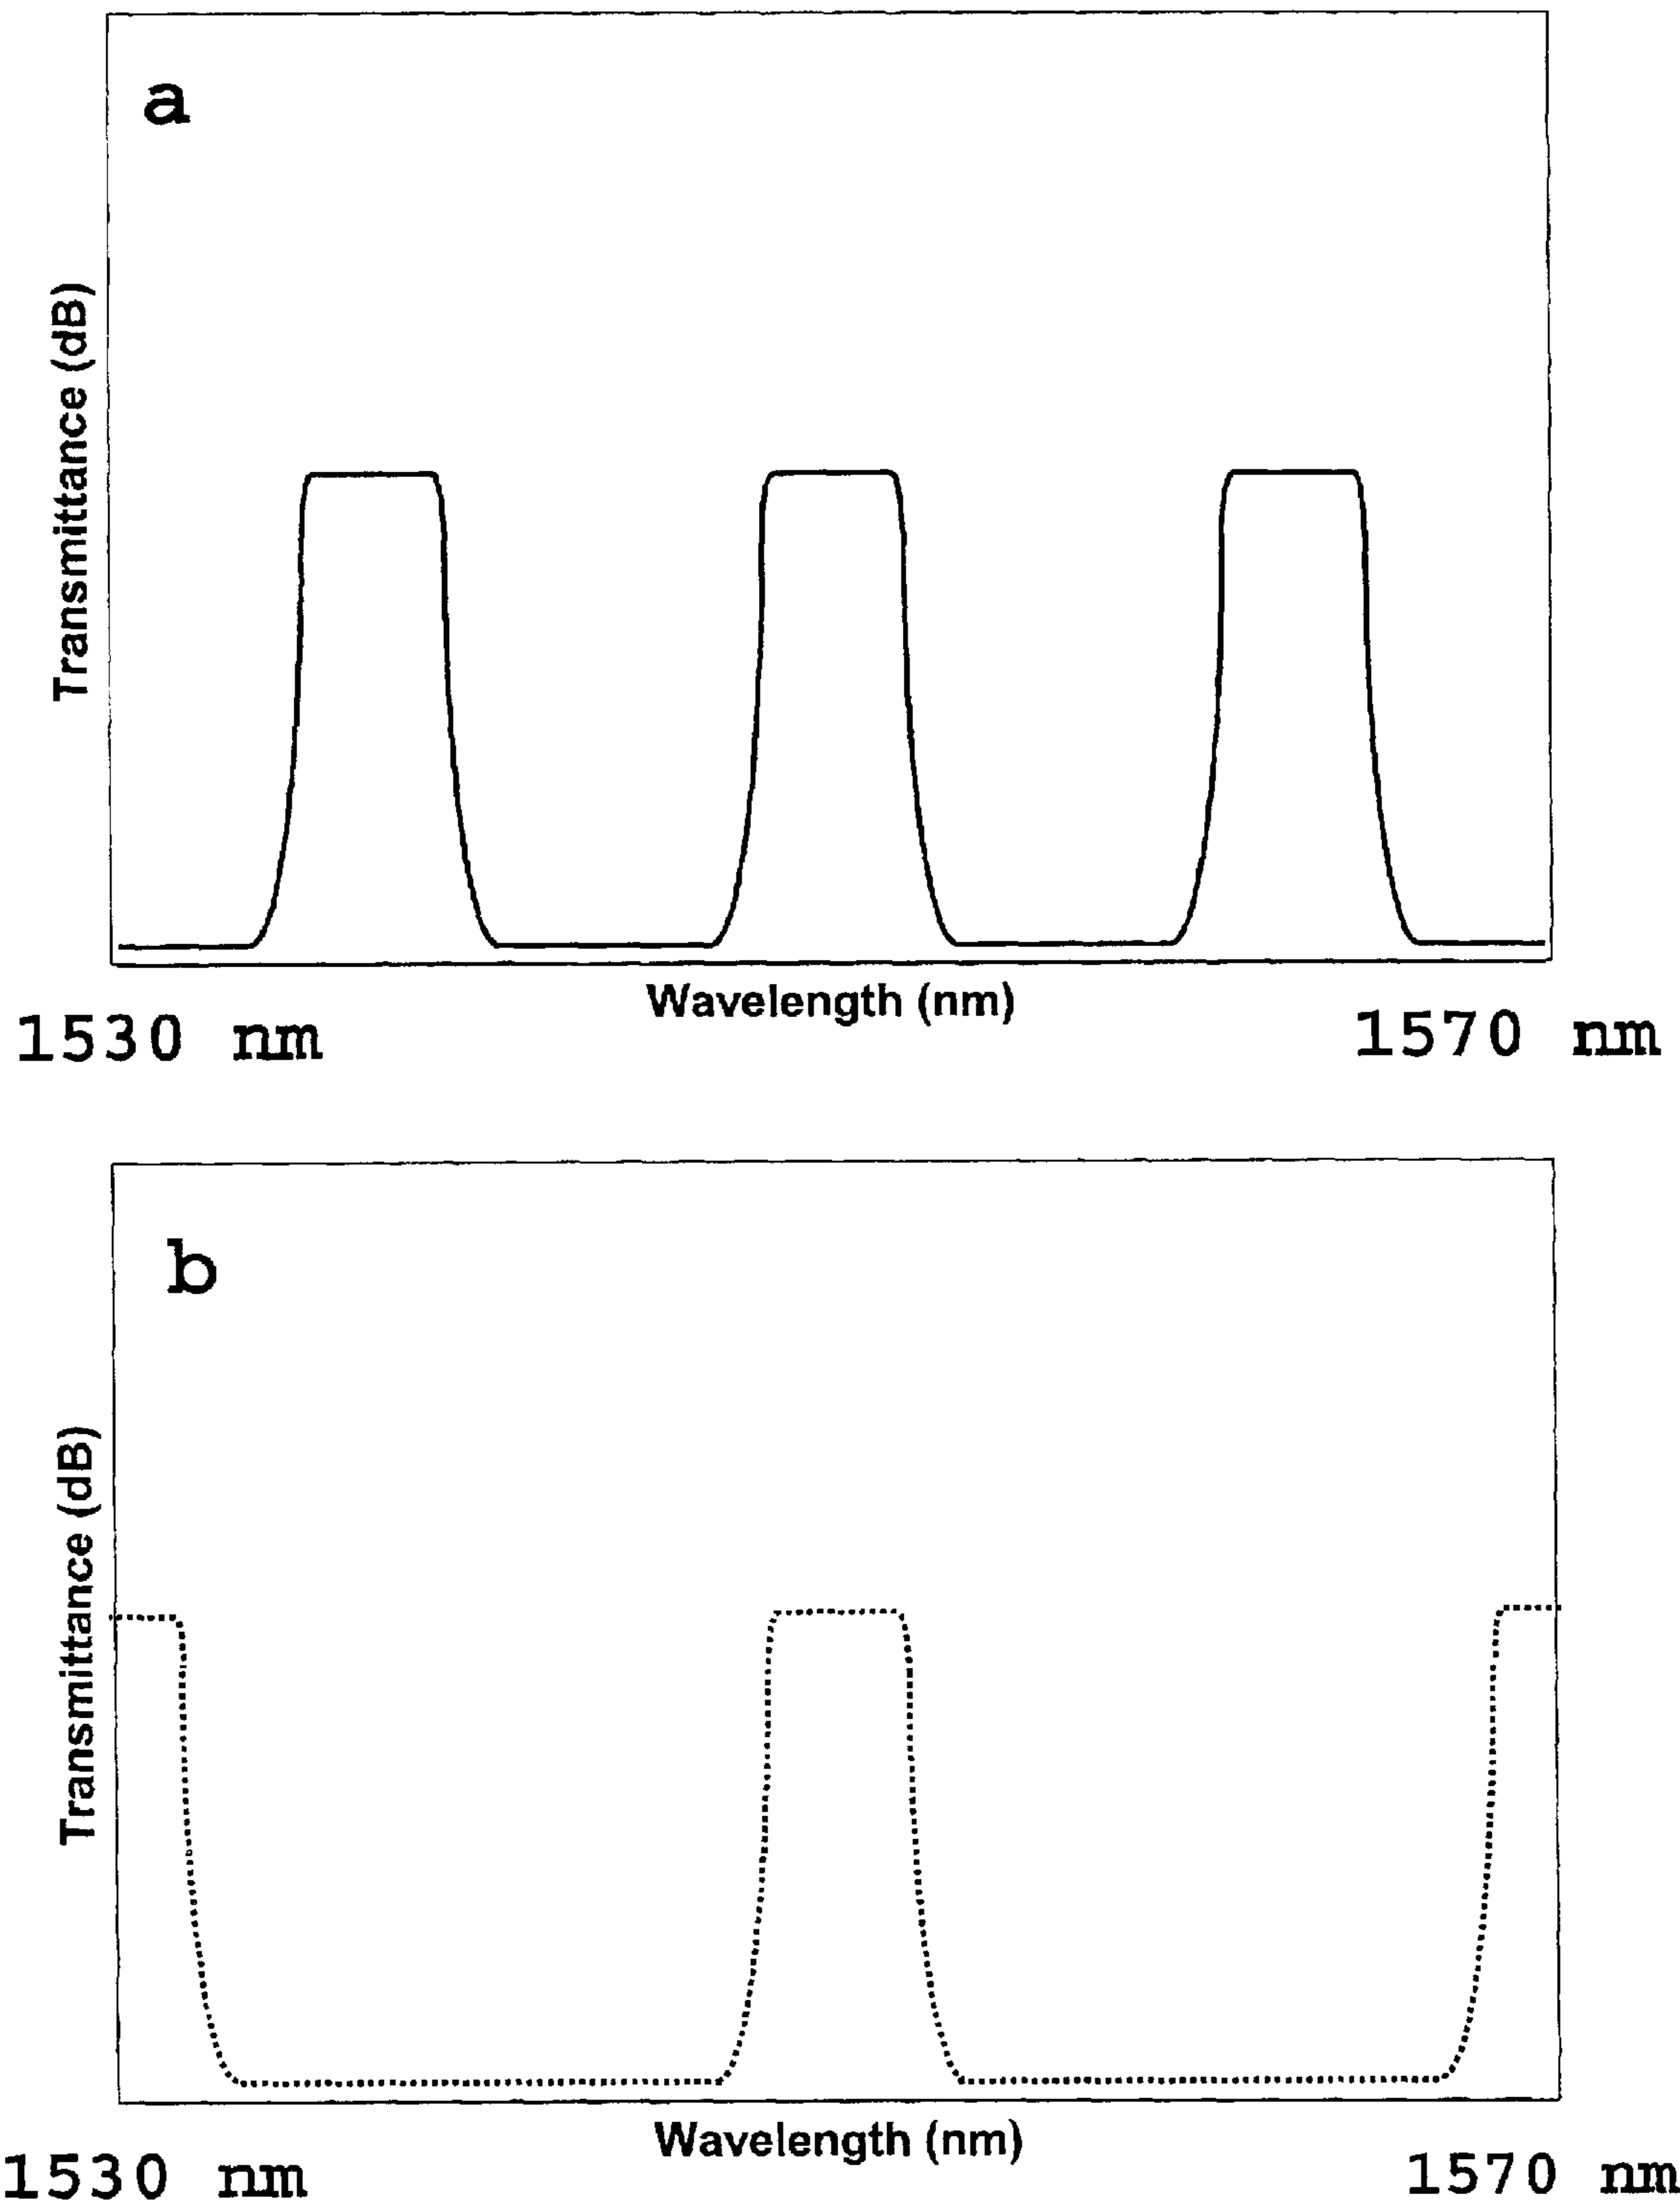 a
Transmittance (dB)
Wavelength (nm)
1530 nm
1570 nm
b
Transmittance (dB)
Wavelength (nm)
1530 nm
1570 nm